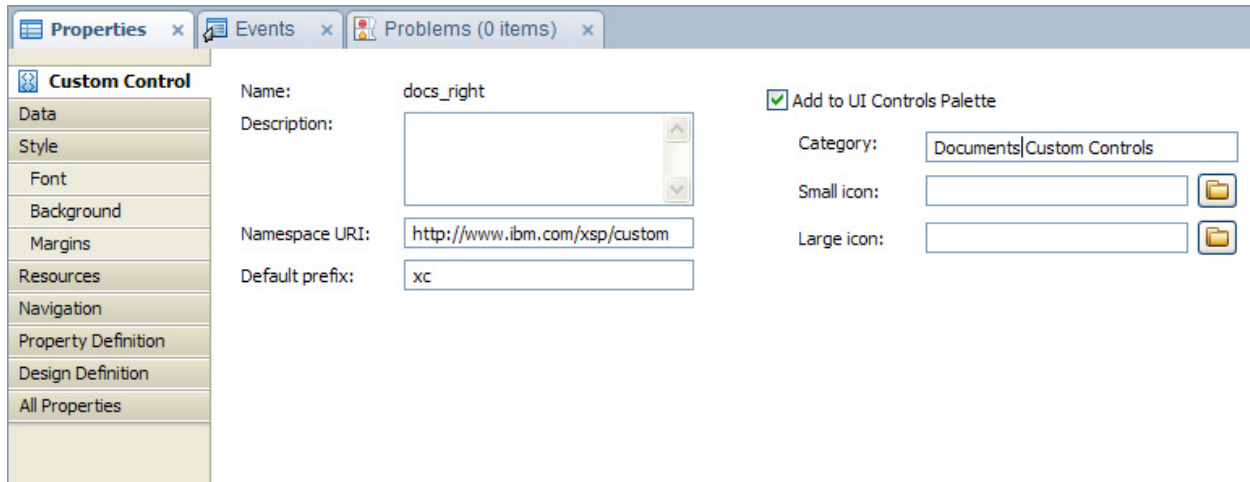 Properties
Events
Problems (0 items)
Custom Control
Data
Style
Font
Background
Margins
Resources
Navigation
Property Definition
Design Definition
All Properties
Name: docs_right
Description:
Namespace URI: http://www.ibm.com/xsp/custom
Default prefix: xc
Add to UI Controls Palette
Category: Documents Custom Controls
Small icon:
Large icon: